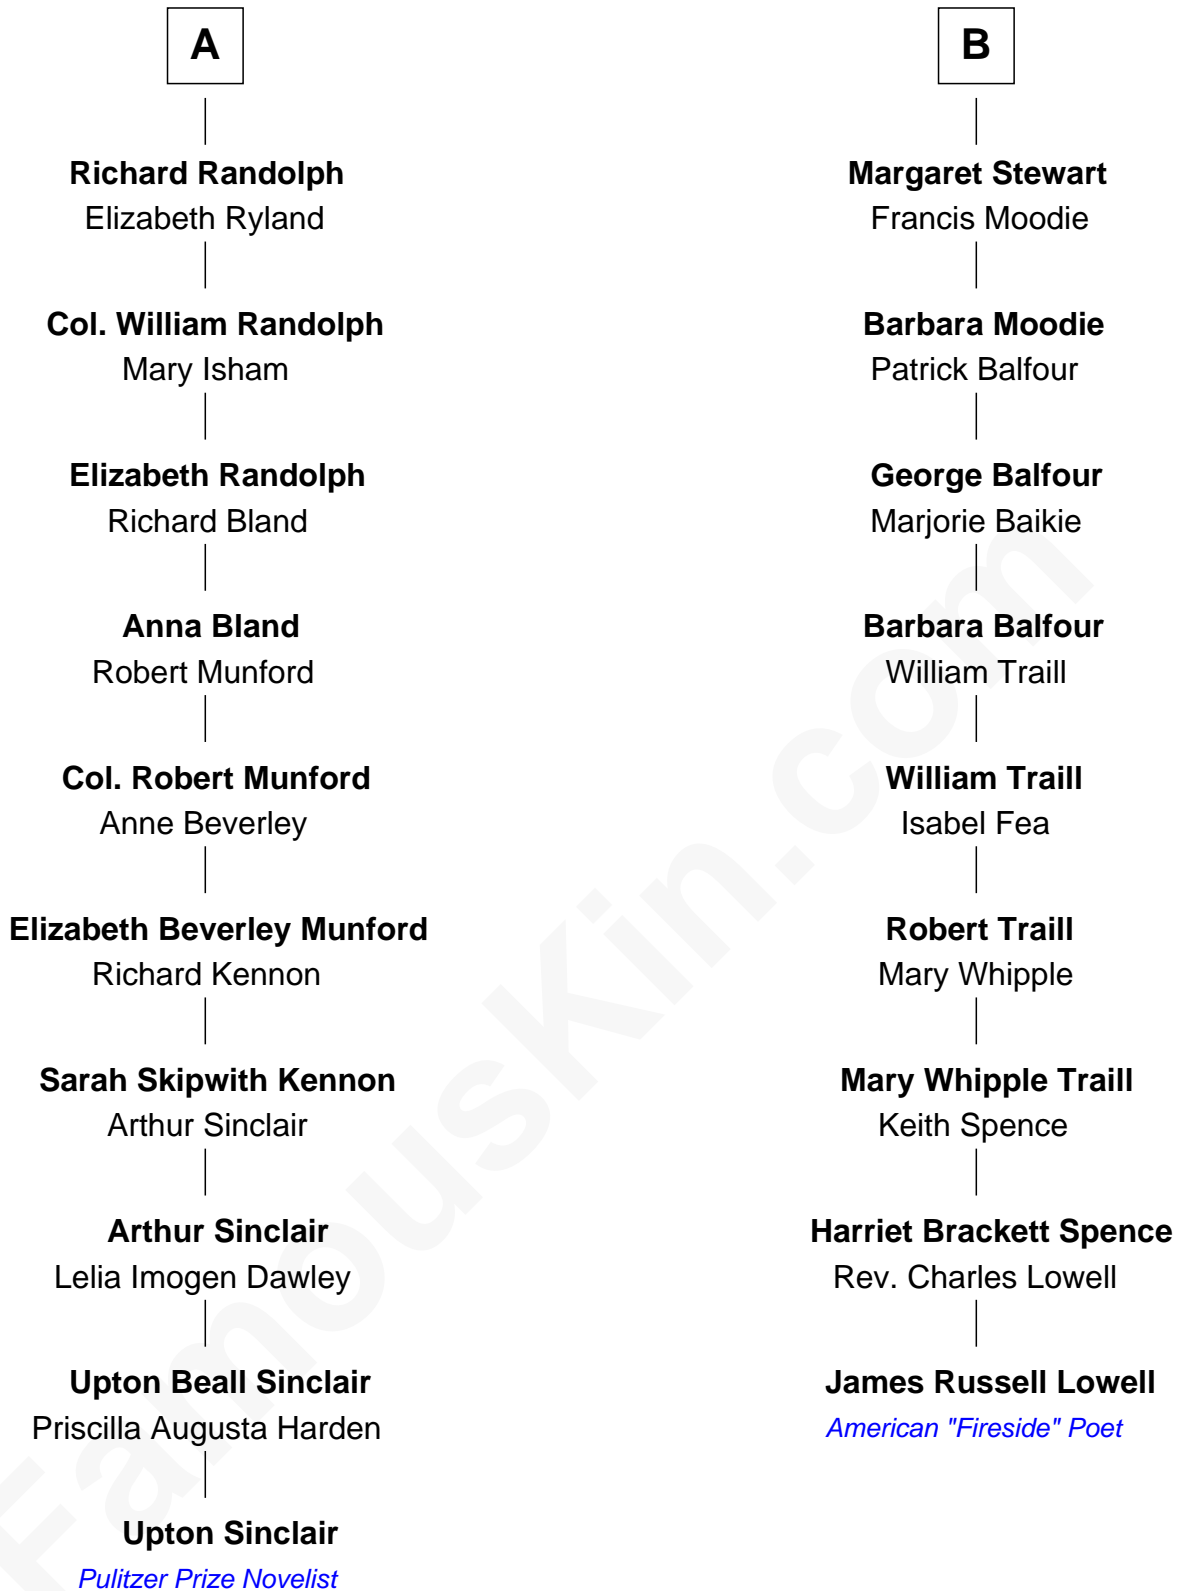 A
Richard Randolph
Elizabeth Ryland
Col. William Randolph
Mary Isham
Elizabeth Randolph
Richard Bland
Anna Bland
Robert Munford
Col. Robert Munford
Anne Beverley
Elizabeth Beverley Munford
Richard Kennon
Sarah Skipwith Kennon
Arthur Sinclair
Arthur Sinclair
Lelia Imogen Dawley
Upton Beall Sinclair
Priscilla Augusta Harden
Upton Sinclair
Pulitzer Prize Novelist
B
Margaret Stewart
Francis Moodie
Barbara Moodie
Patrick Balfour
George Balfour
Marjorie Baikie
Barbara Balfour
William Traill
William Traill
Isabel Fea
Robert Traill
Mary Whipple
Mary Whipple Traill
Keith Spence
Harriet Brackett Spence
Rev. Charles Lowell
James Russell Lowell
American "Fireside" Poet
FamousKin.com